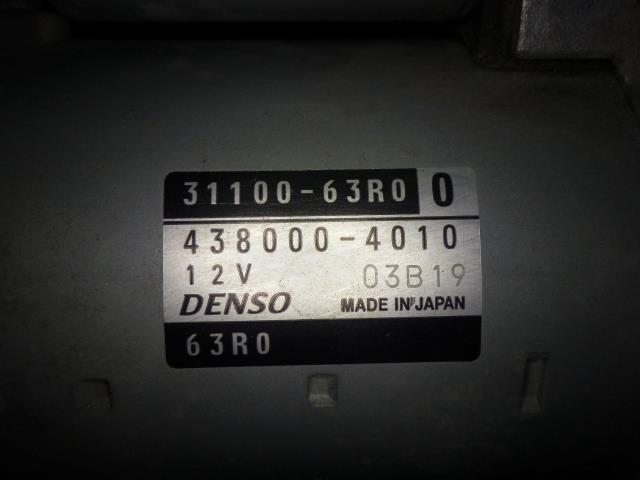 31100-63R0 0
438000-4010
12V 03B19
DENSO MADE IN JAPAN
63R0